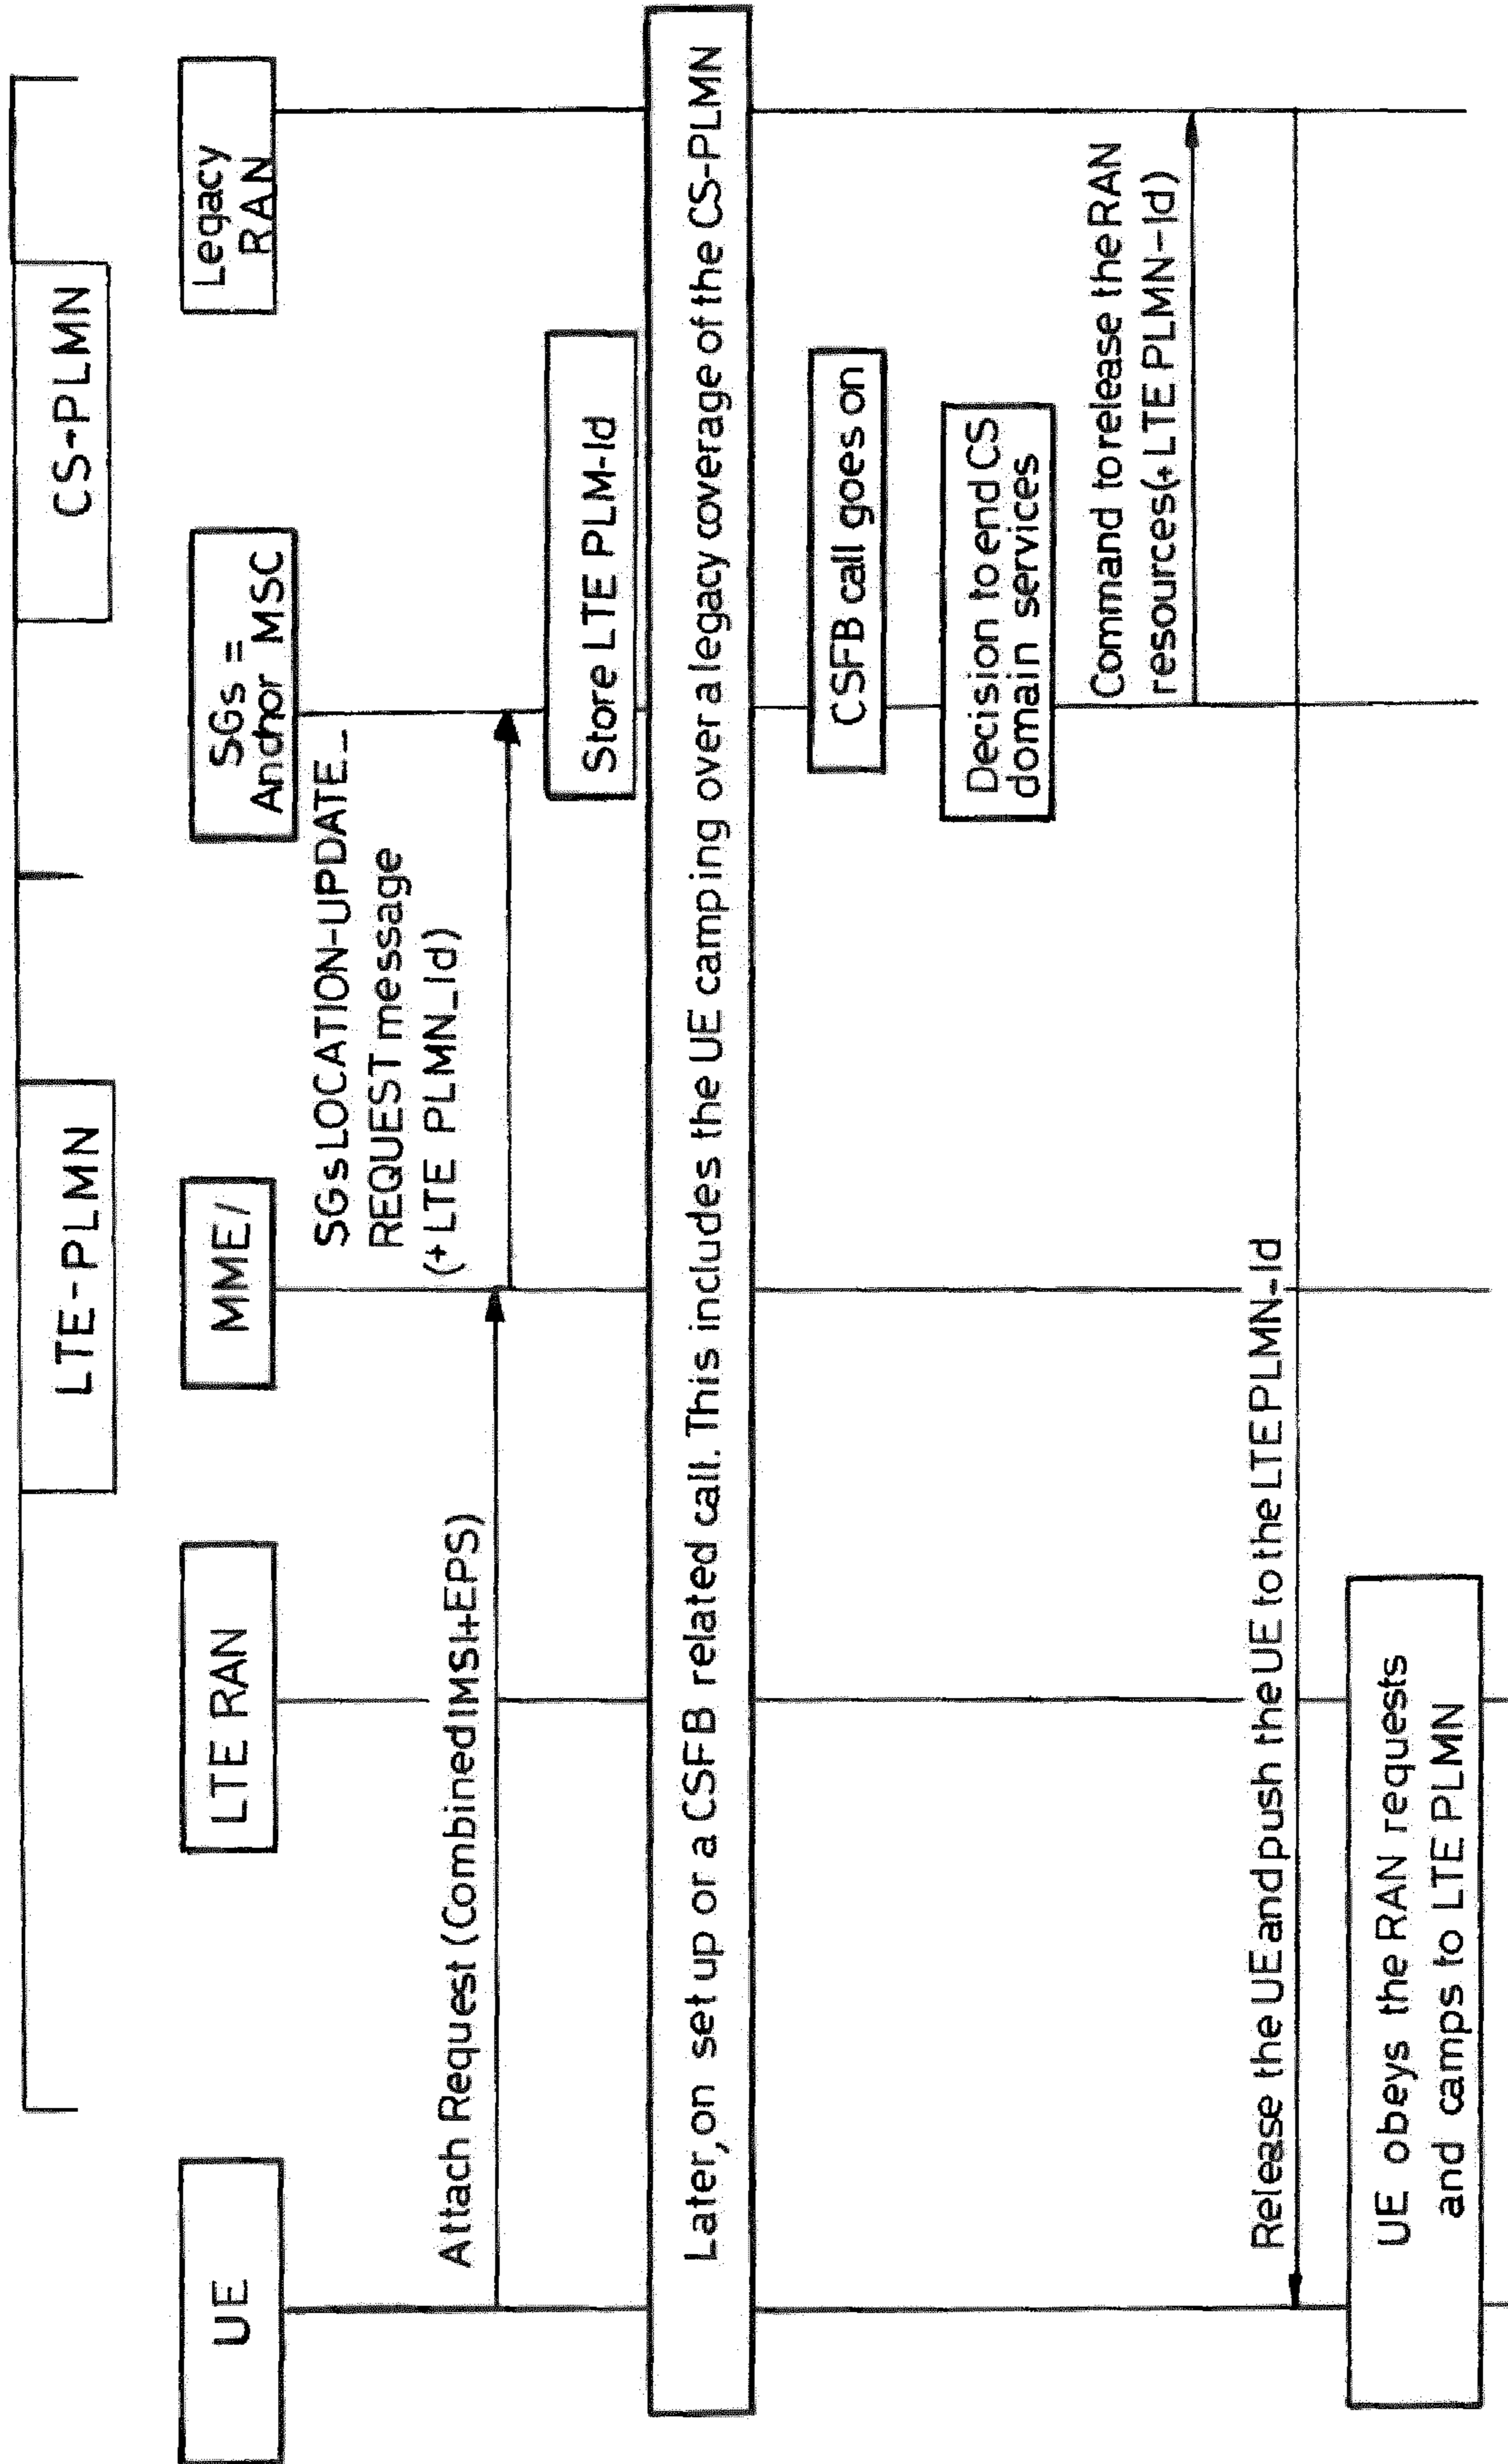 LTE-PLMN
CS-PLMN
UE
LTE RAN
MME/
SGs =
Anchor MSC
Legacy
RAN
Attach Request (Combined IMSI+EPS)
SGsLOCATION-UPDATE_
REQUEST message
(+ LTE PLMN_Id)
Store LTE PLM-Id
Later, on set up or a CSFB related call. This includes the UE camping over a legacy coverage of the CS-PLMN
CSFB call goes on
Decision to end CS
domain services
Command to release the RAN
resources(+ LTE PLMN-Id)
Release the UE and push the UE to the LTE PLMN-Id
UE obeys the RAN requests
and camps to LTE PLMN